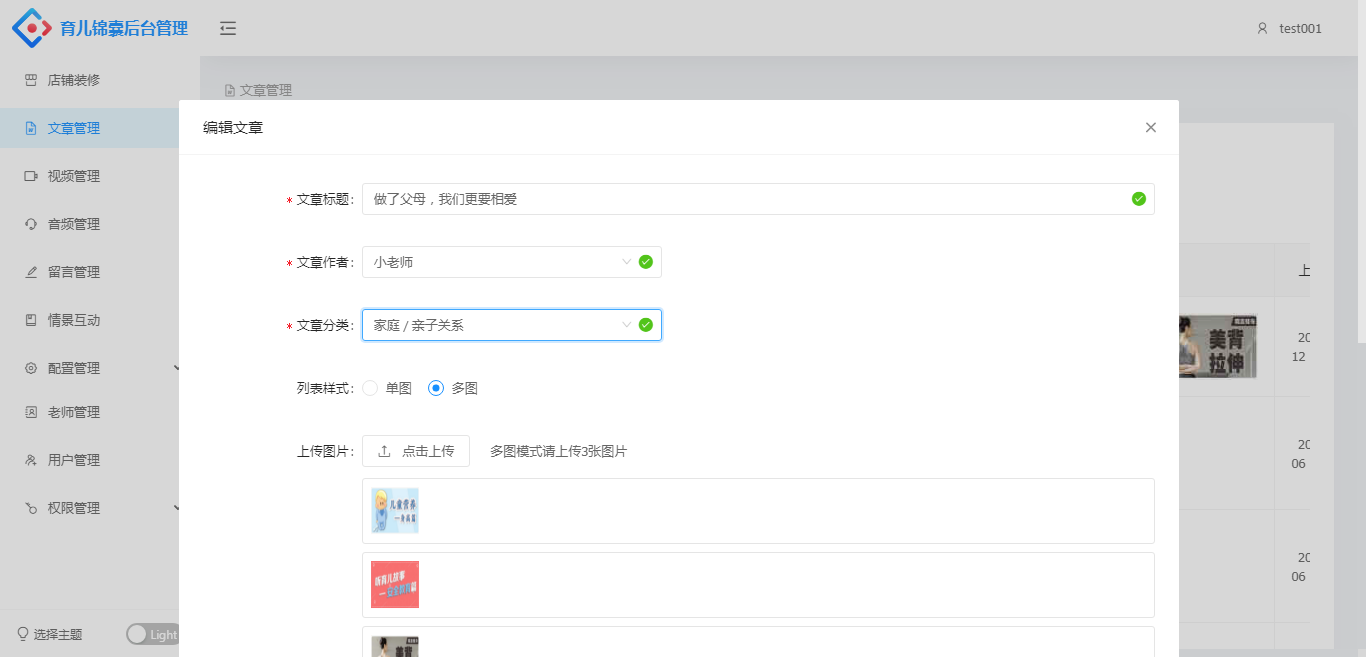 育儿锦囊后台管理
test001
店铺装修
文章管理
视频管理
音频管理
留言管理
情景互动
配置管理
老师管理
用户管理
权限管理
选择主题
Light
文章管理
编辑文章
* 文章标题: 做了父母，我们更要相爱
* 文章作者: 小老师
* 文章分类: 家庭 / 亲子关系
列表样式: 单图 多图
上传图片: 点击上传 多图模式请上传3张图片
儿童营养
听育儿故事
美背
上
美背
拉伸
20
12
20
06
20
06